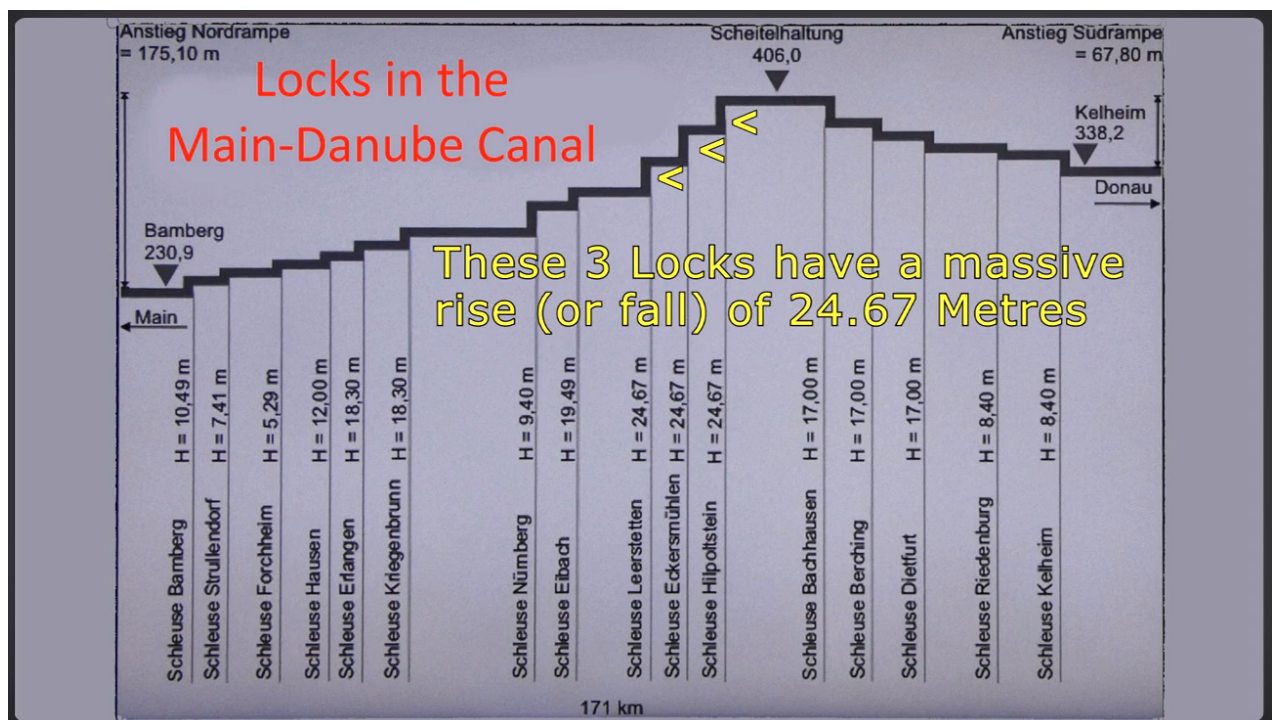 Anstieg Nordrampe
= 175,10 m
Scheitelhaltung
406,0
Anstieg Südrampe
= 67,80 m
Locks in the
Main-Danube Canal
Kelheim
338,2
Donau
Bamberg
230,9
Main
<
<
<
These 3 Locks have a massive
rise (or fall) of 24.67 Metres
Schleuse Bamberg H = 10,49 m
Schleuse Strullendorf H = 7,41 m
Schleuse Forchheim H = 5,29 m
Schleuse Hausen H = 12,00 m
Schleuse Erlangen H = 18,30 m
Schleuse Kriegenbrunn H = 18,30 m
Schleuse Nürnberg H = 9,40 m
Schleuse Eibach H = 19,49 m
Schleuse Leerstetten H = 24,67 m
Schleuse Eckersmühlen H = 24,67 m
Schleuse Hilpoltstein H = 24,67 m
Schleuse Bachhausen H = 17,00 m
Schleuse Berching H = 17,00 m
Schleuse Dietfurt H = 17,00 m
Schleuse Riedenburg H = 8,40 m
Schleuse Kelheim H = 8,40 m
171 km